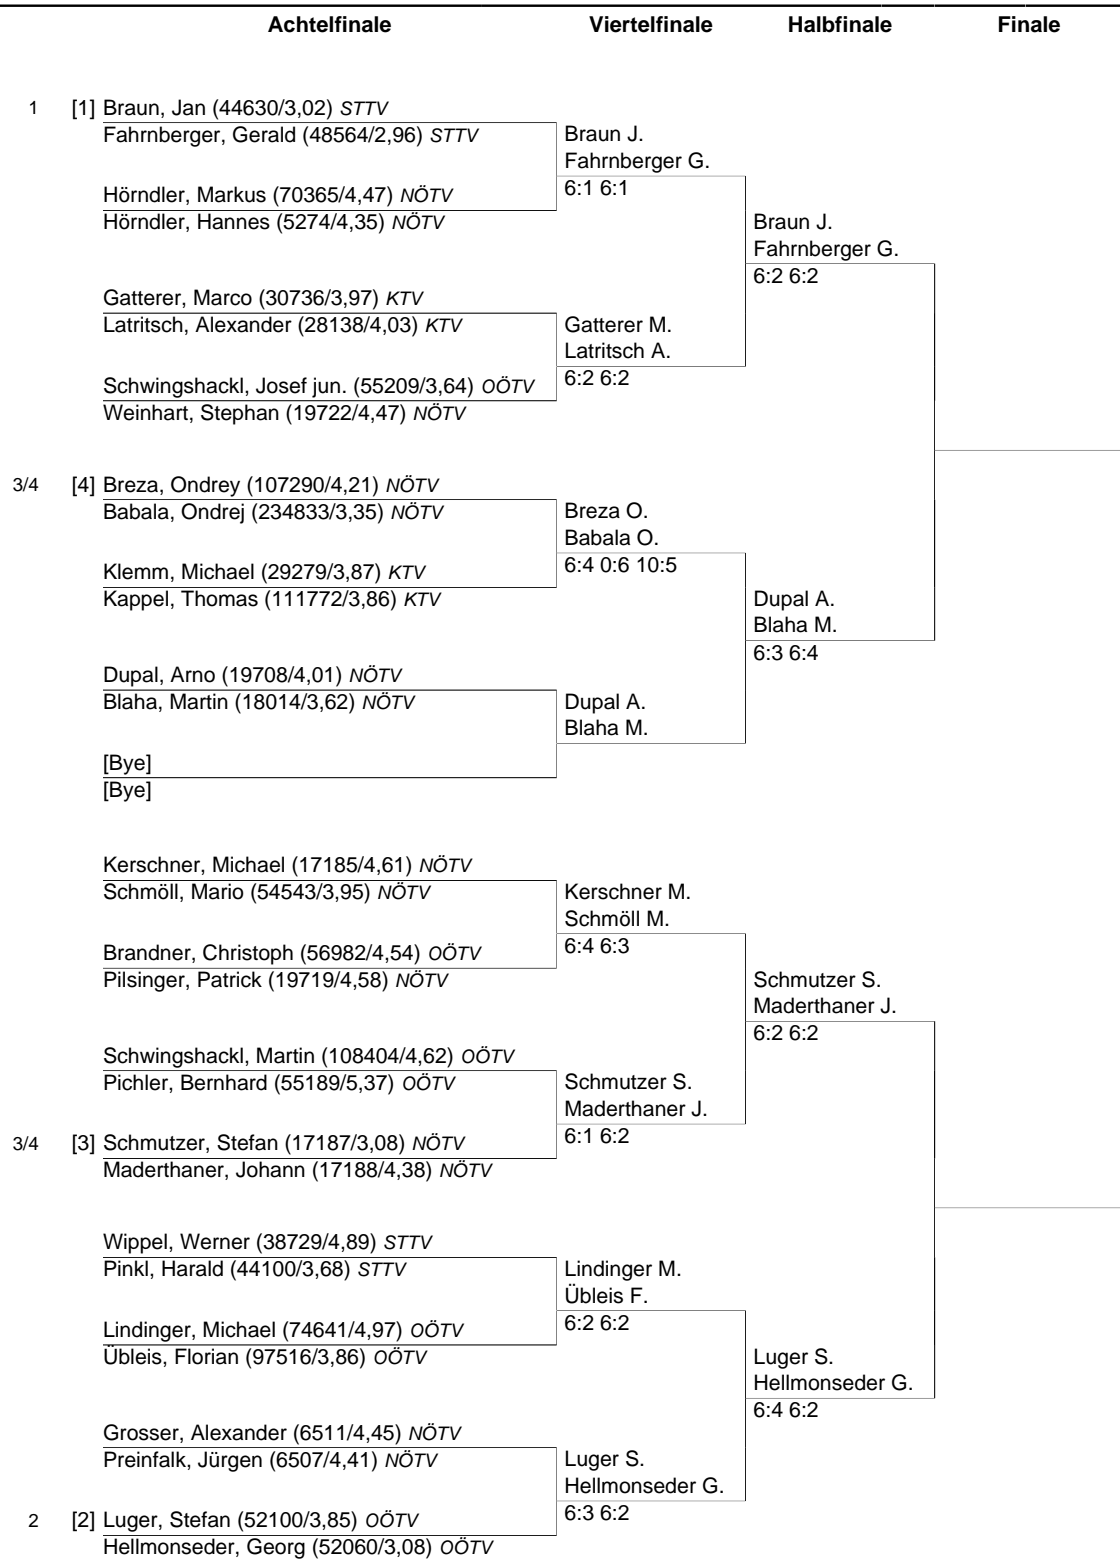 Achtelfinale Viertelfinale Halbfinale Finale
1 [1] Braun, Jan (44630/3,02) STTV
Fahrnberger, Gerald (48564/2,96) STTV Braun J.
Fahrnberger G.
Hörndler, Markus (70365/4,47) NÖTV 6:1 6:1
Hörndler, Hannes (5274/4,35) NÖTV Braun J.
Fahrnberger G.
6:2 6:2
Gatterer, Marco (30736/3,97) KTV
Latritsch, Alexander (28138/4,03) KTV Gatterer M.
Latritsch A.
Schwingshackl, Josef jun. (55209/3,64) OÖTV 6:2 6:2
Weinhart, Stephan (19722/4,47) NÖTV
3/4 [4] Breza, Ondrey (107290/4,21) NÖTV
Babala, Ondrej (234833/3,35) NÖTV Breza O.
Babala O.
Klemm, Michael (29279/3,87) KTV 6:4 0:6 10:5
Kappel, Thomas (111772/3,86) KTV Dupal A.
Blaha M.
6:3 6:4
Dupal, Arno (19708/4,01) NÖTV
Blaha, Martin (18014/3,62) NÖTV Dupal A.
Blaha M.
[Bye]
[Bye]
Kerschner, Michael (17185/4,61) NÖTV
Schmöll, Mario (54543/3,95) NÖTV Kerschner M.
Schmöll M.
Brandner, Christoph (56982/4,54) OÖTV 6:4 6:3
Pilsinger, Patrick (19719/4,58) NÖTV Schmutzer S.
Maderthaner J.
6:2 6:2
Schwingshackl, Martin (108404/4,62) OÖTV
Pichler, Bernhard (55189/5,37) OÖTV Schmutzer S.
Maderthaner J.
3/4 [3] Schmutzer, Stefan (17187/3,08) NÖTV 6:1 6:2
Maderthaner, Johann (17188/4,38) NÖTV
Wippel, Werner (38729/4,89) STTV
Pinkl, Harald (44100/3,68) STTV Lindinger M.
Übleis F.
Lindinger, Michael (74641/4,97) OÖTV 6:2 6:2
Übleis, Florian (97516/3,86) OÖTV Luger S.
Hellmonseder G.
6:4 6:2
Grosser, Alexander (6511/4,45) NÖTV
Preinfalk, Jürgen (6507/4,41) NÖTV Luger S.
Hellmonseder G.
2 [2] Luger, Stefan (52100/3,85) OÖTV 6:3 6:2
Hellmonseder, Georg (52060/3,08) OÖTV